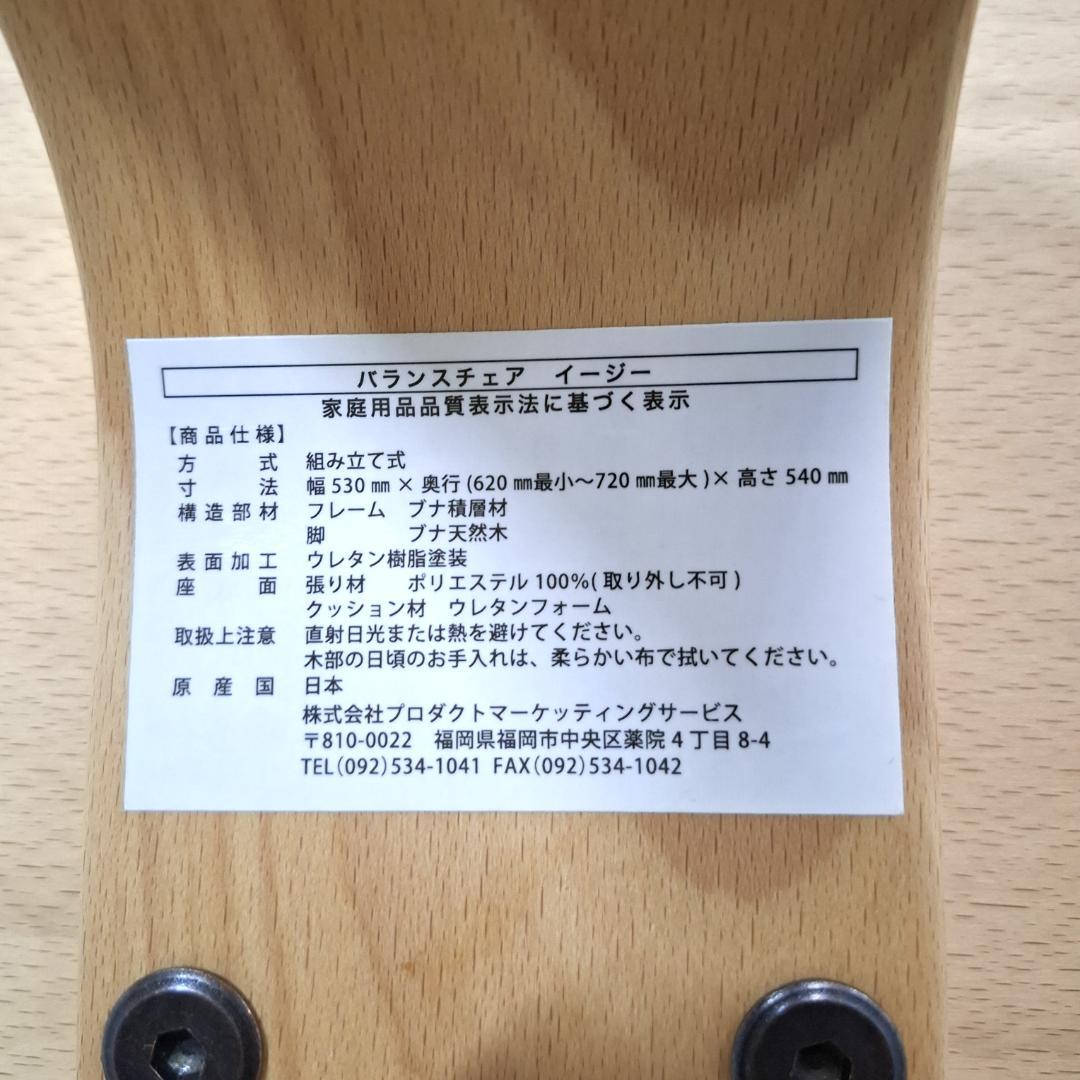 バランスチェア　イージー
家庭用品品質表示法に基づく表示
【商品仕様】
方式　組み立て式
寸法　幅 530 ㎜ × 奥行 (620 ㎜最小～720 ㎜最大 )× 高さ 540 ㎜
構造部材　フレーム　ブナ積層材
脚　ブナ天然木
表面加工　ウレタン樹脂塗装
座面　張り材　ポリエステル 100%( 取り外し不可 )
クッション材　ウレタンフォーム
取扱上注意　直射日光または熱を避けてください。
木部の日頃のお手入れは、柔らかい布で拭いてください。
原産国　日本
株式会社プロダクトマーケッティングサービス
〒810-0022　福岡県福岡市中央区薬院 4 丁目 8-4
TEL(092)534-1041 FAX(092)534-1042